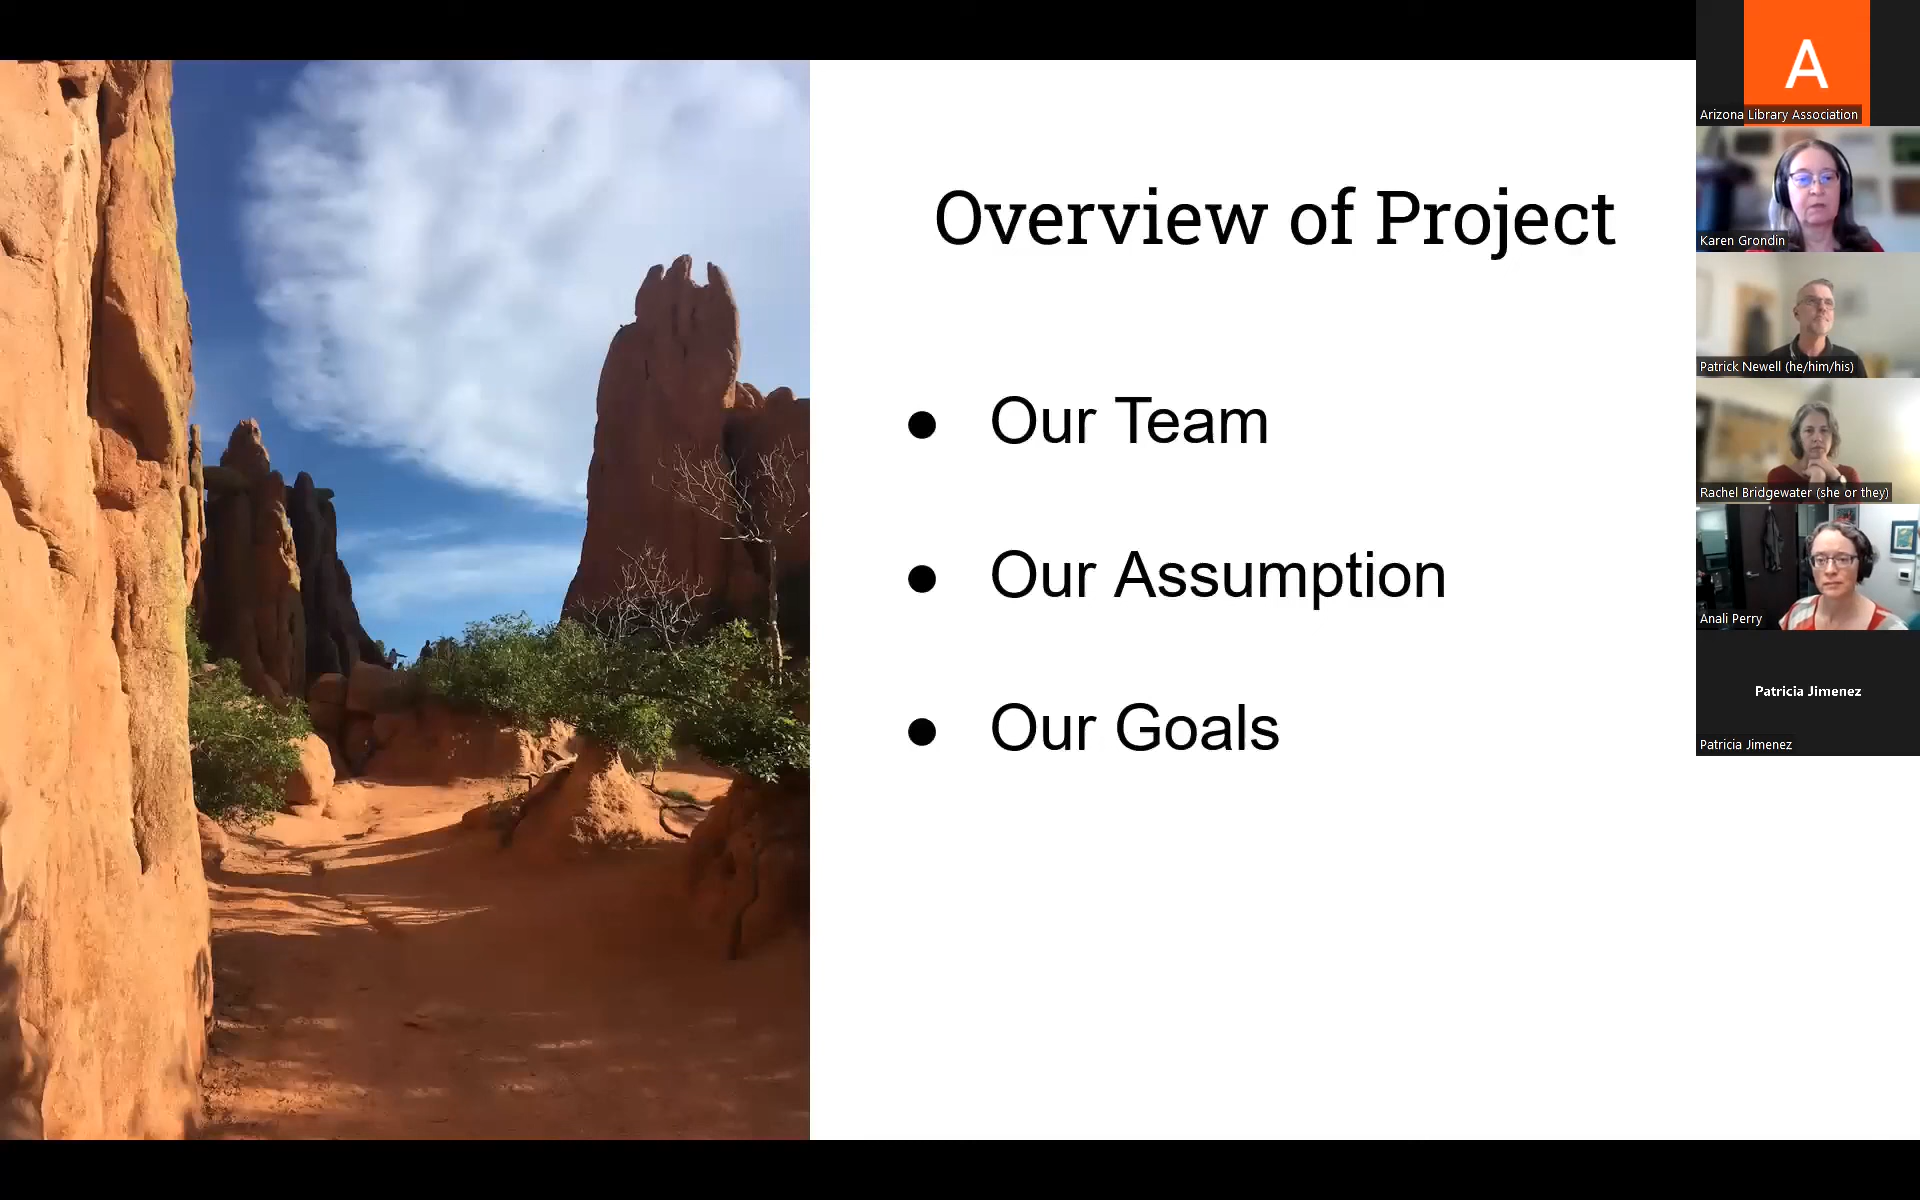 Overview of Project
● Our Team
● Our Assumption
● Our Goals
A
Arizona Library Association
Karen Grondin
Patrick Newell (he/him/his)
Rachel Bridgewater (she or they)
Anali Perry
Patricia Jimenez
Patricia Jimenez